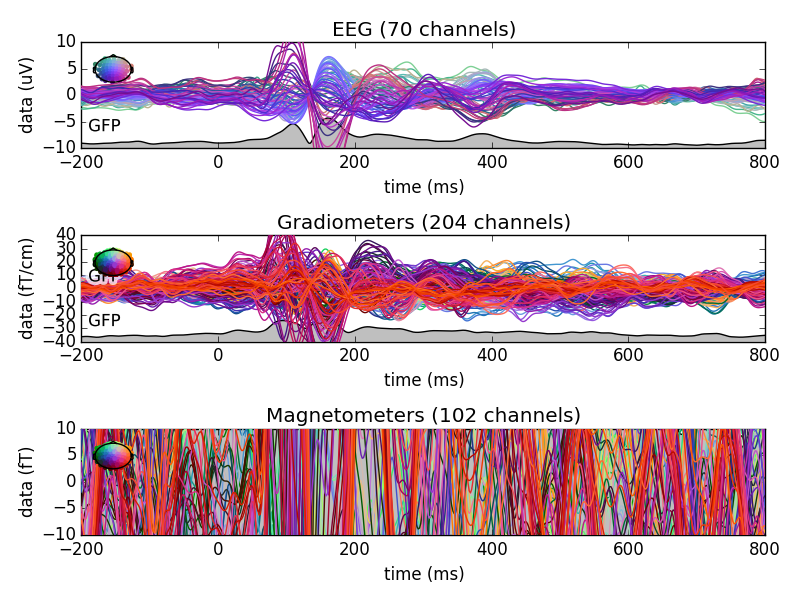 EEG (70 channels)
data (uV)
10
5
0
−5
−10
GFP
−200 0 200 400 600 800
time (ms)
Gradiometers (204 channels)
data (fT/cm)
40
30
20
10
0
−10
−20
−30
−40
GFP
GFP
−200 0 200 400 600 800
time (ms)
Magnetometers (102 channels)
data (fT)
10
5
0
−5
−10
−200 0 200 400 600 800
time (ms)